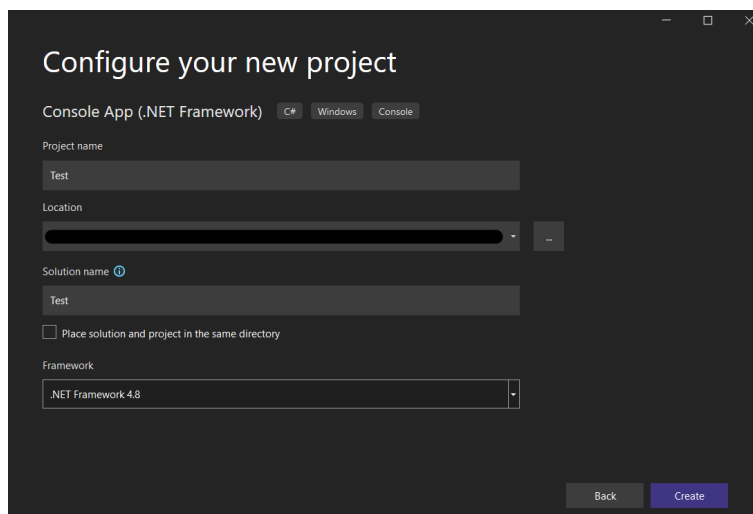 Configure your new project
Console App (.NET Framework) C# Windows Console
Project name
Test
Location
...
Solution name
Test
Place solution and project in the same directory
Framework
.NET Framework 4.8
Back Create